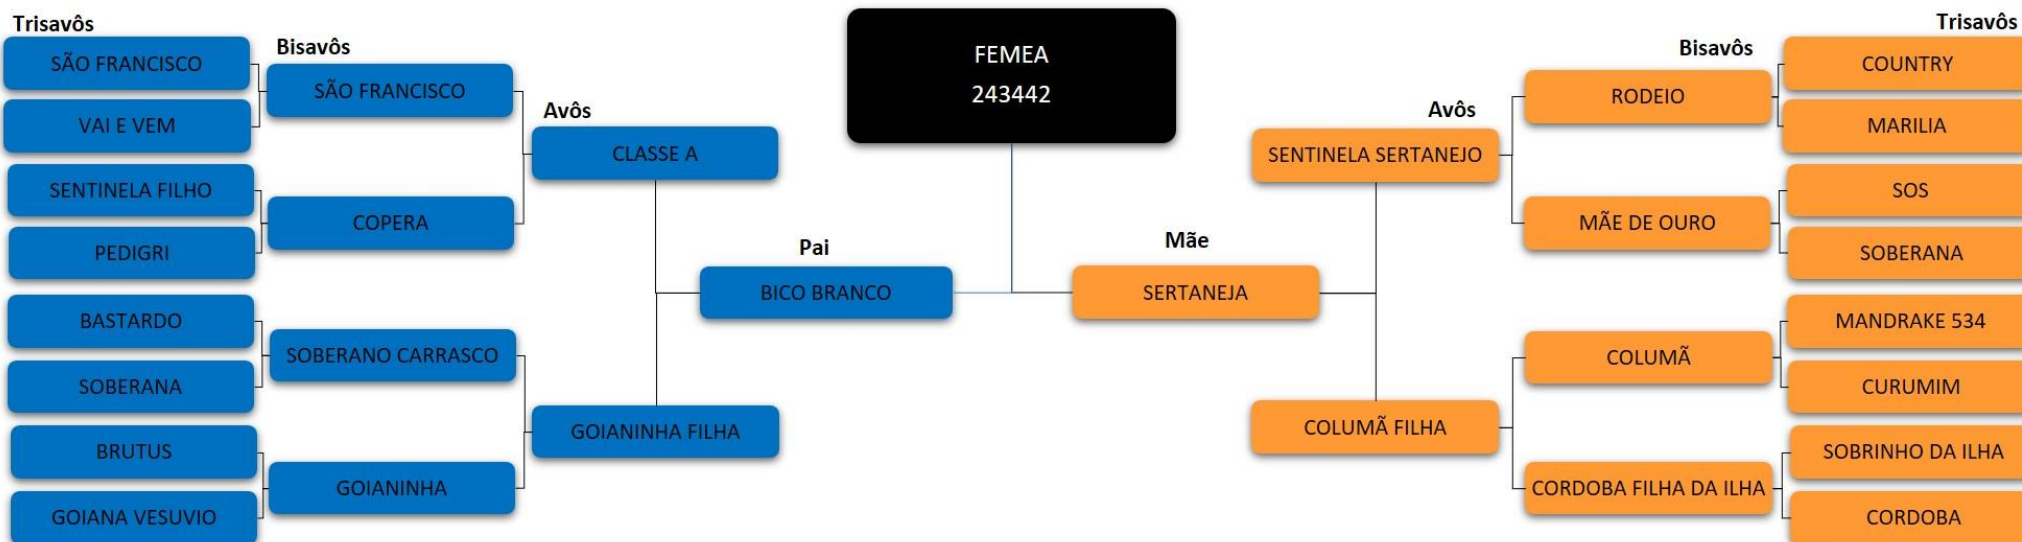 Trisavôs
SÃO FRANCISCO
VAI E VEM
SENTINELA FILHO
PEDIGRI
BASTARDO
SOBERANA
BRUTUS
GOIANA VESUVIO
Bisavôs
SÃO FRANCISCO
COPERA
SOBERANO CARRASCO
GOIANINHA
Avôs
CLASSE A
GOIANINHA FILHA
Pai
BICO BRANCO
FEMEA
243442
Mãe
SERTANEJA
Avôs
SENTINELA SERTANEJO
COLUMÃ FILHA
Bisavôs
RODEIO
MÃE DE OURO
COLUMÃ
CORDOBA FILHA DA ILHA
Trisavôs
COUNTRY
MARILIA
SOS
SOBERANA
MANDRAKE 534
CURUMIM
SOBRINHO DA ILHA
CORDOBA